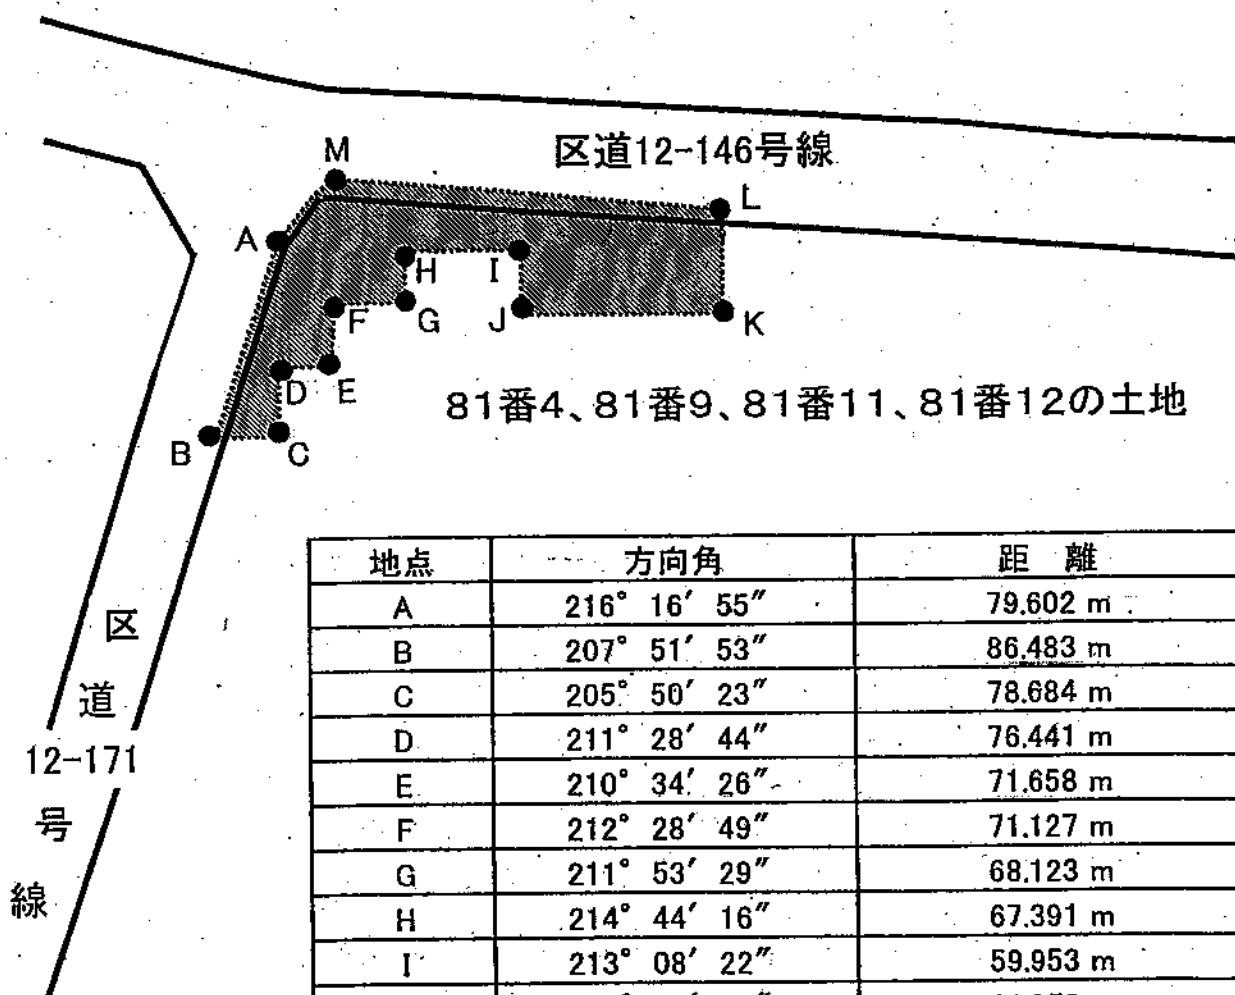 区道12-146号線
M
L
A
H
I
F
G
J
K
D
E
B
C
81番4、81番9、81番11、81番12の土地
区
道
12-171
号
線
地点 方向角 距 離
A 216° 16′ 55″ 79.602 m
B 207° 51′ 53″ 86.483 m
C 205° 50′ 23″ 78.684 m
D 211° 28′ 44″ 76.441 m
E 210° 34′ 26″ 71.658 m
F 212° 28′ 49″ 71.127 m
G 211° 53′ 29″ 68.123 m
H 214° 44′ 16″ 67.391 m
I 213° 08′ 22″ 59.953 m